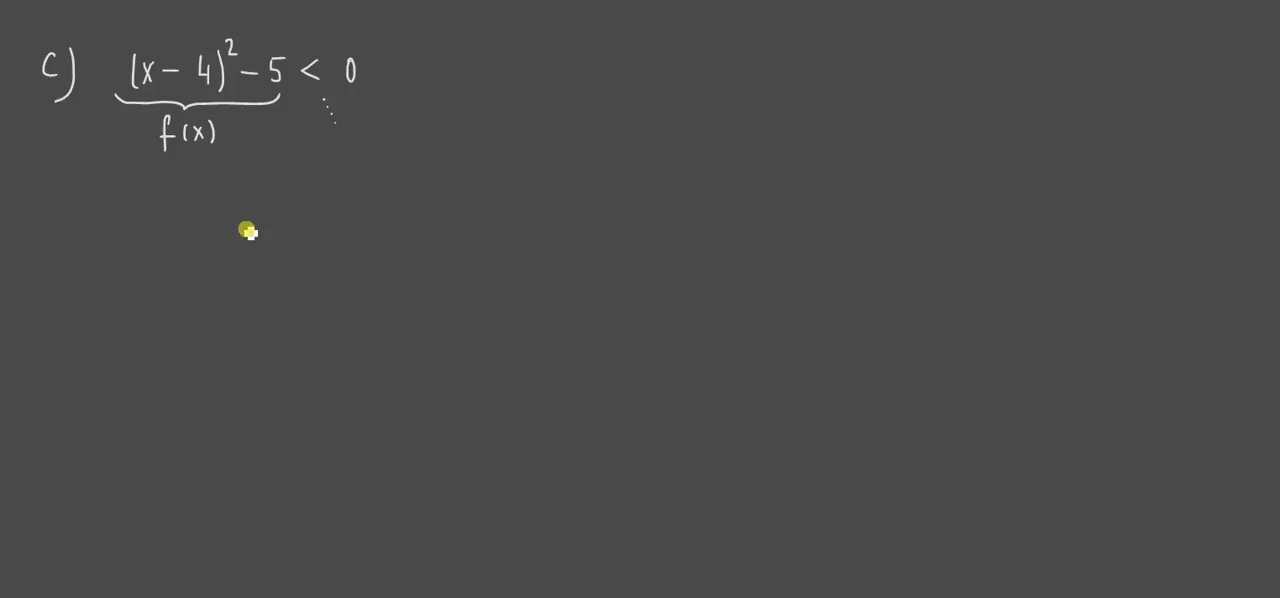 c) (x - 4)² - 5 < 0
f(x)